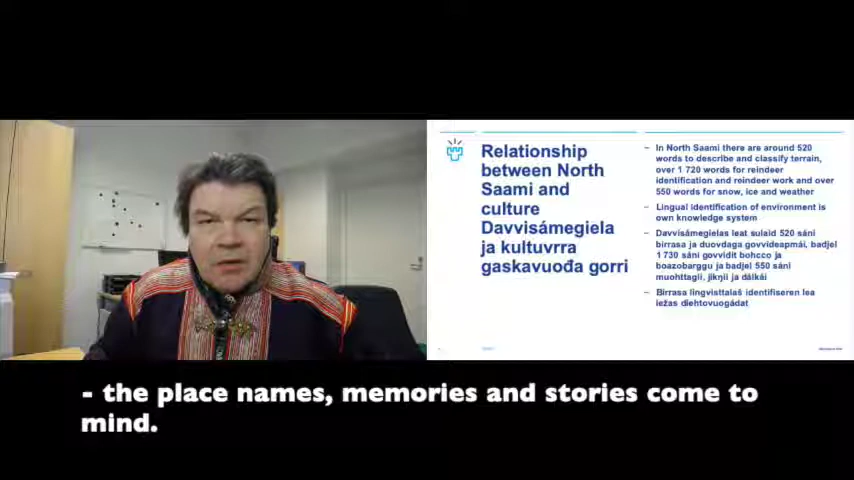 Relationship
between North
Saami and
culture
Davvisámegiela
ja kultuvrra
gaskavuođa gorri
– In North Saami there are around 520
words to describe and classify terrain,
over 1 720 words for reindeer
identification and reindeer work and over
550 words for snow, ice and weather
– Lingual identification of environment is
own knowledge system
– Davvisámegielas leat sulaid 520 sáni
birrasa ja duovdaga govvideapmái, badjel
1 730 sáni govvidit bohcco ja
boazobarggu ja badjel 550 sáni
muohttagii, jikŋii ja dálkái
– Birrasa lingvisttalaš identifiseren lea
iežas diehtovuogádat
- the place names, memories and stories come to
mind.